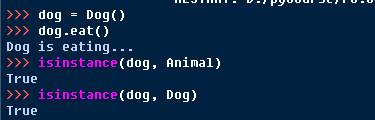 >>> dog = Dog()
>>> dog.eat()
Dog is eating...
>>> isinstance(dog, Animal)
True
>>> isinstance(dog, Dog)
True